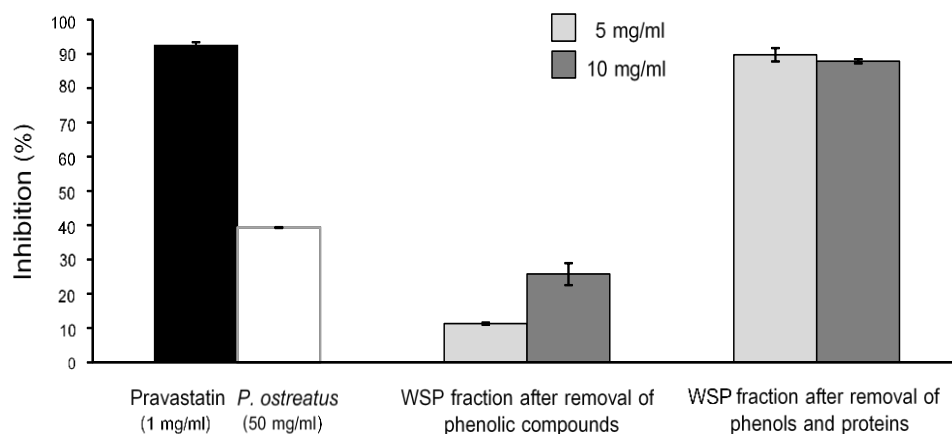 100
90
80
70
60
50
40
30
20
10
0
Inhibition (%)
5 mg/ml
10 mg/ml
Pravastatin
(1 mg/ml)
P. ostreatus
(50 mg/ml)
WSP fraction after removal of
phenolic compounds
WSP fraction after removal of
phenols and proteins